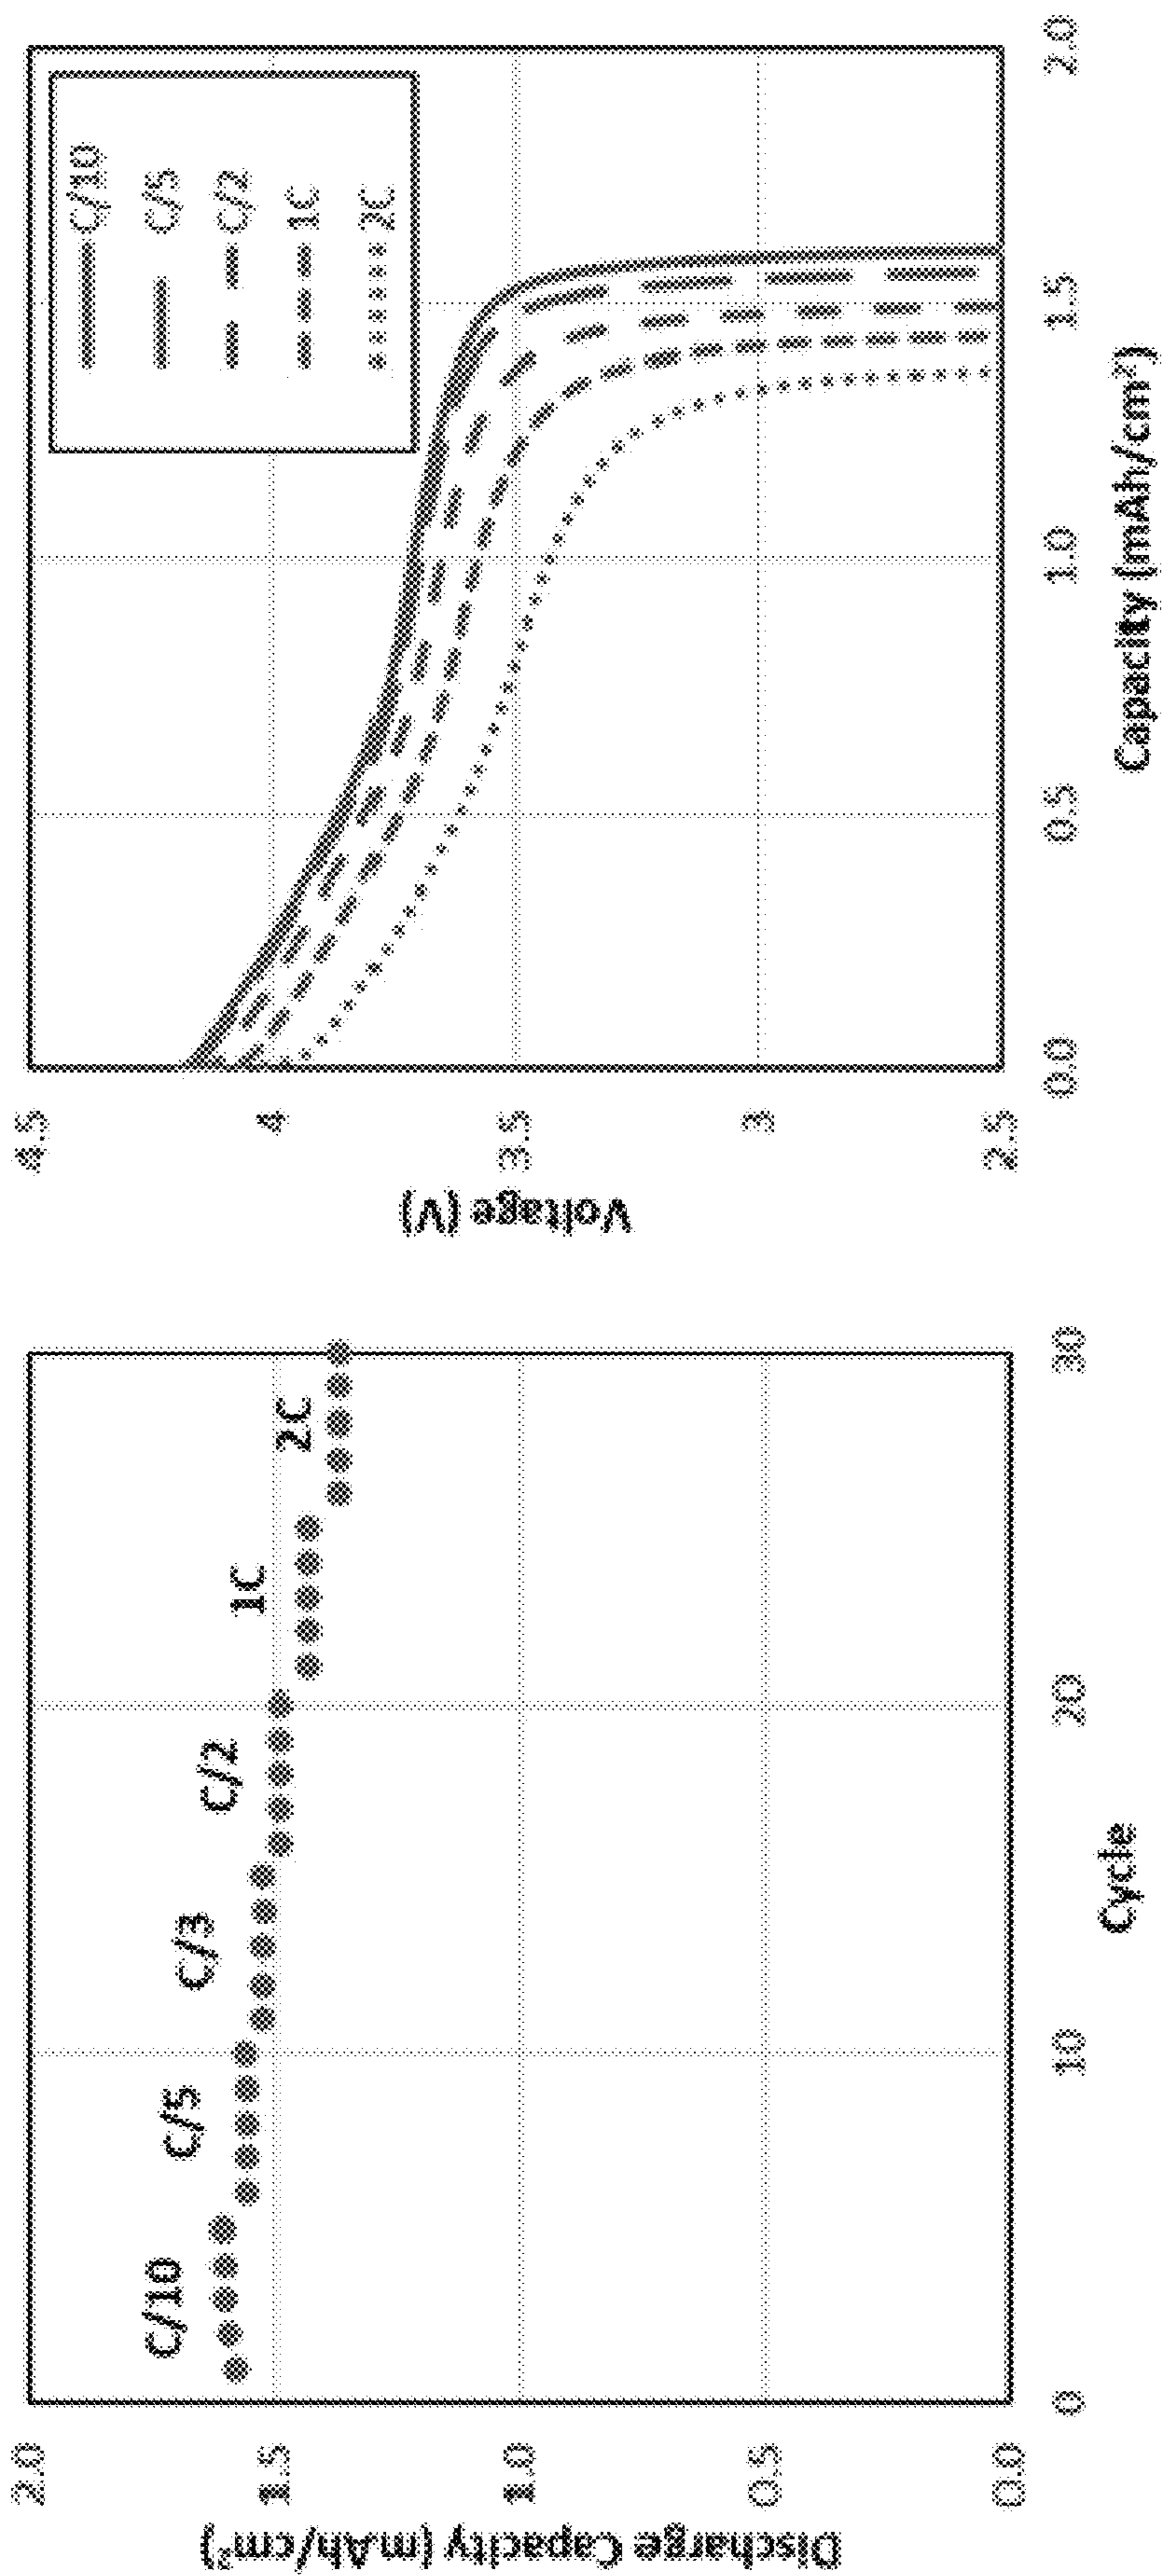 Discharge Capacity (mAh/cm²)
2.0
1.5
1.0
0.5
0.0
C/10
C/5
C/3
C/2
1C
2C
0
10
20
30
Cycle
Voltage (V)
4.5
4
3.5
3
2.5
C/10
C/5
C/2
1C
2C
0.0
0.5
1.0
1.5
2.0
Capacity (mAh/cm²)